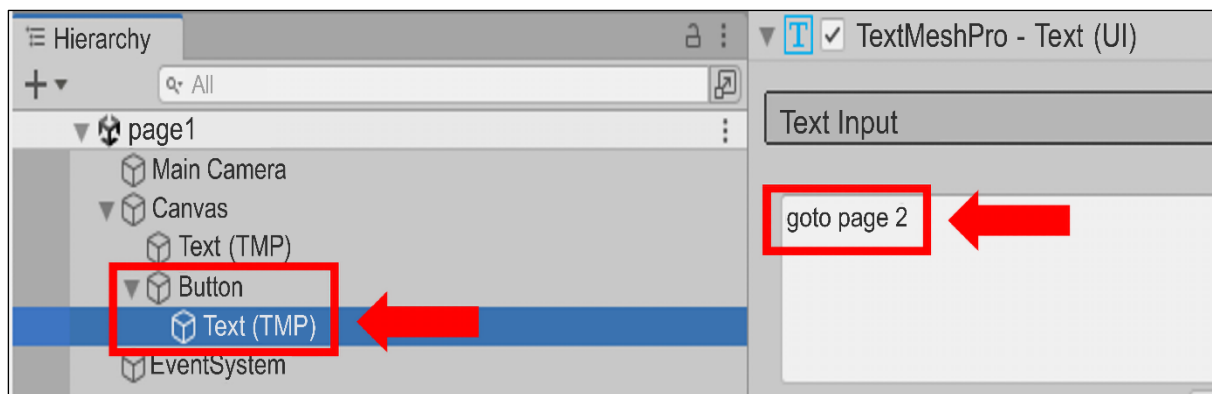 Hierarchy
All
page1
Main Camera
Canvas
Text (TMP)
Button
Text (TMP)
EventSystem
T TextMeshPro - Text (UI)
Text Input
goto page 2